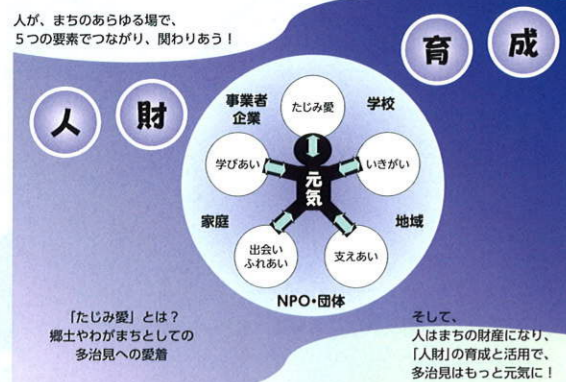 人が、まちのあらゆる場で、
５つの要素でつながり、関わりあう！
人 財
育 成
事業者
企業
たじみ愛
学校
学びあい
いきがい
元気
家庭
地域
出会い
ふれあい
支えあい
NPO・団体
「たじみ愛」とは？
郷土やわがまちとしての
多治見への愛着
そして、
人はまちの財産になり、
「人財」の育成と活用で、
多治見はもっと元気に！